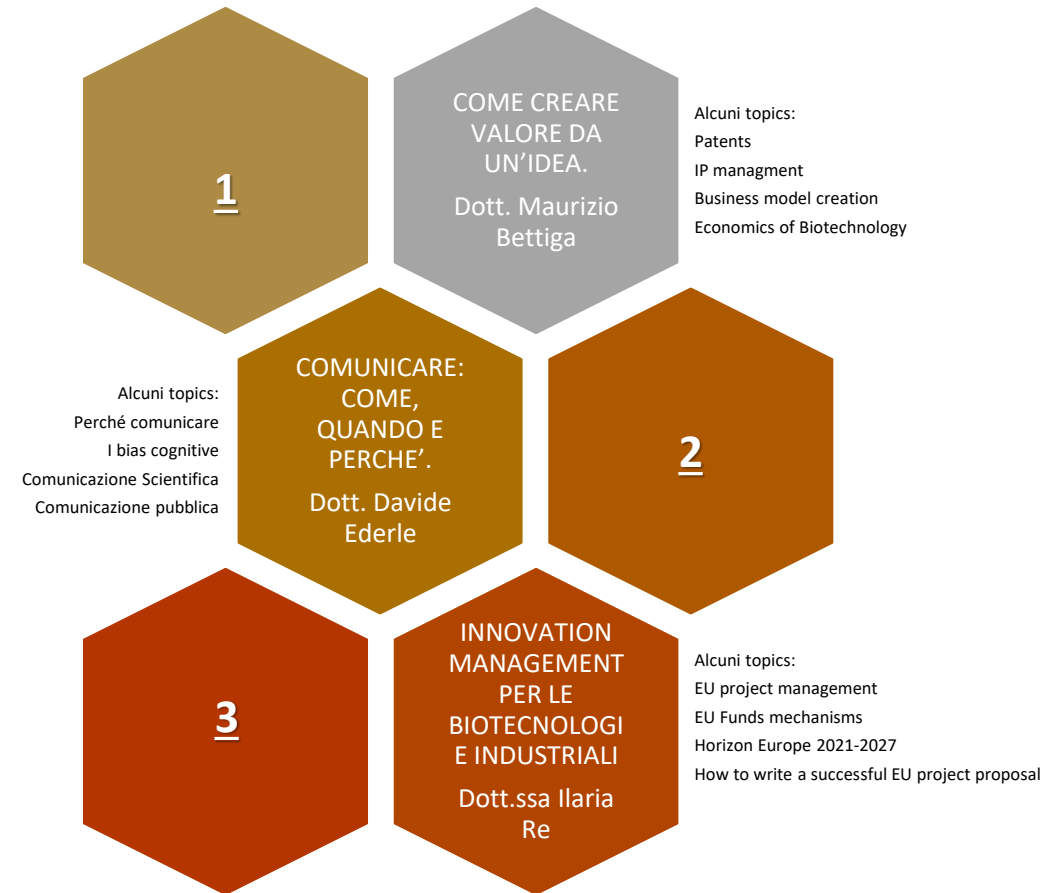 1
COME CREARE
VALORE DA
UN'IDEA.
Dott. Maurizio
Bettiga
Alcuni topics:
Patents
IP managment
Business model creation
Economics of Biotechnology
Alcuni topics:
Perché comunicare
I bias cognitive
Comunicazione Scientifica
Comunicazione pubblica
COMUNICARE:
COME,
QUANDO E
PERCHE'.
Dott. Davide
Ederle
2
3
INNOVATION
MANAGEMENT
PER LE
BIOTECNOLOGI
E INDUSTRIALI
Dott.ssa Ilaria
Re
Alcuni topics:
EU project management
EU Funds mechanisms
Horizon Europe 2021-2027
How to write a successful EU project proposal